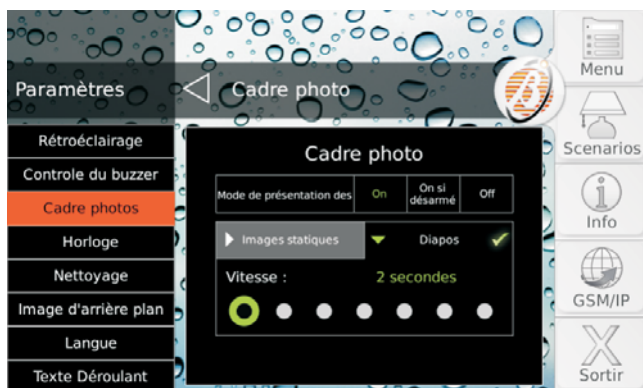 Paramètres
Cadre photo
Rétroéclairage
Controle du buzzer
Cadre photos
Horloge
Nettoyage
Image d'arrière plan
Langue
Texte Déroulant
Cadre photo
Mode de présentation des
On
On si
désarmé
Off
Images statiques
Diapos
Vitesse :
2 secondes
Menu
Scenarios
Info
GSM/IP
Sortir